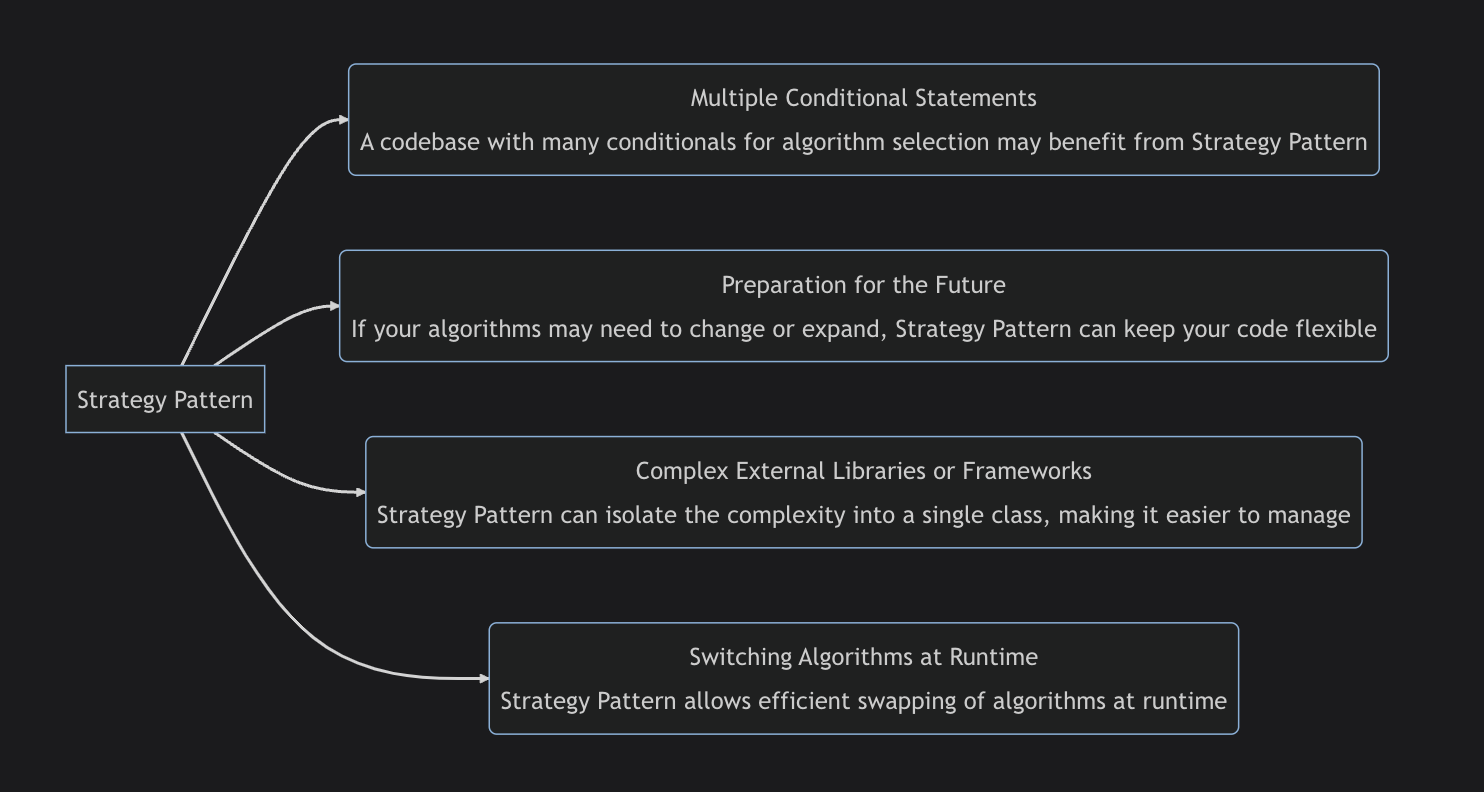 Multiple Conditional Statements
A codebase with many conditionals for algorithm selection may benefit from Strategy Pattern
Preparation for the Future
If your algorithms may need to change or expand, Strategy Pattern can keep your code flexible
Strategy Pattern
Complex External Libraries or Frameworks
Strategy Pattern can isolate the complexity into a single class, making it easier to manage
Switching Algorithms at Runtime
Strategy Pattern allows efficient swapping of algorithms at runtime